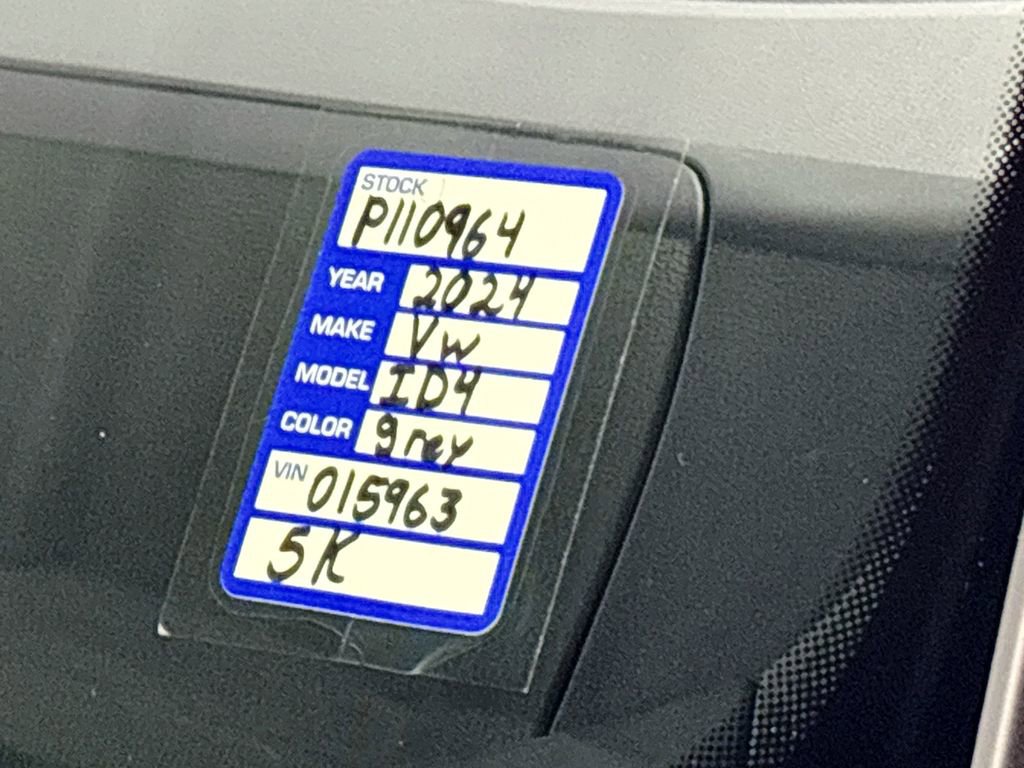 STOCK
P110964
YEAR 2024
MAKE VW
MODEL ID4
COLOR grey
VIN 015963
5K